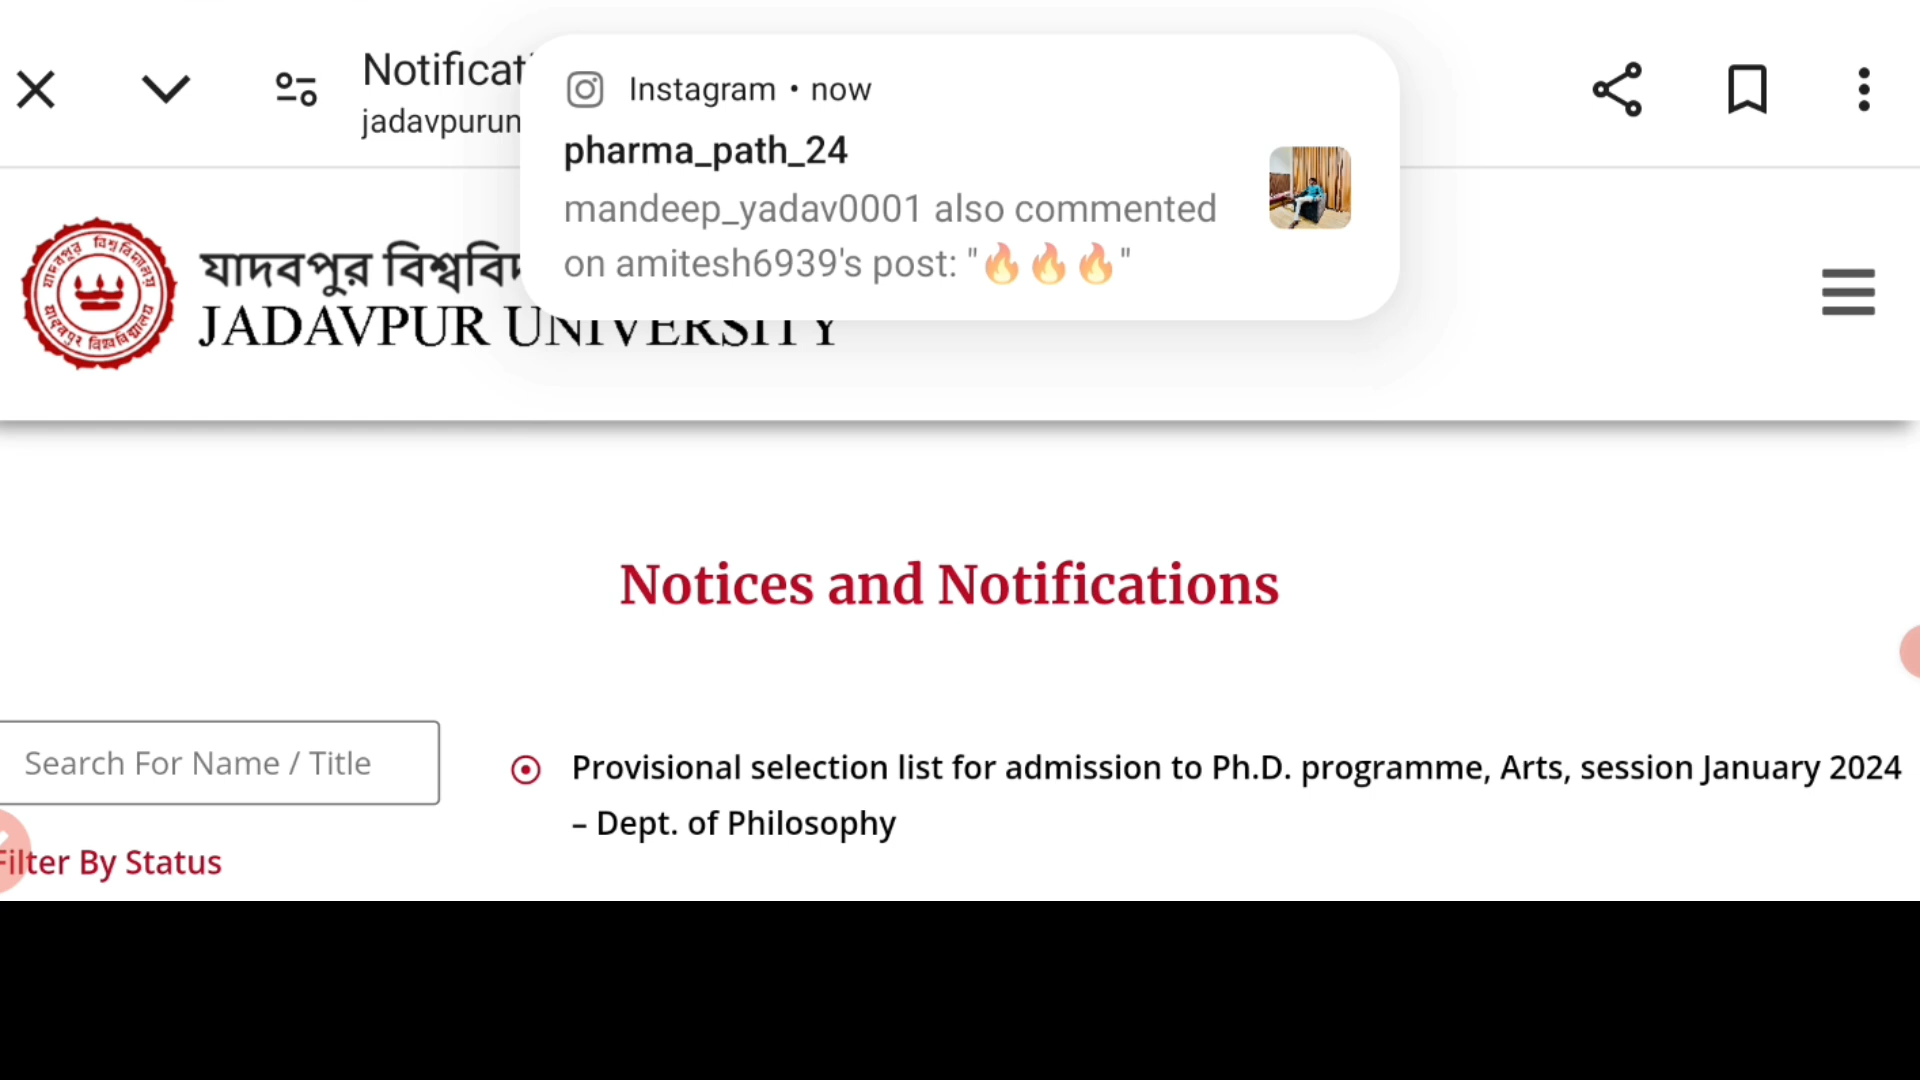 Notificat
jadavpurun
Instagram • now
pharma_path_24
mandeep_yadav0001 also commented
on amitesh6939's post: "🔥🔥🔥"
যাদবপুর বিশ্ববিদ
JADAVPUR UNIVERSITY
Notices and Notifications
Search For Name / Title
Filter By Status
Provisional selection list for admission to Ph.D. programme, Arts, session January 2024
– Dept. of Philosophy